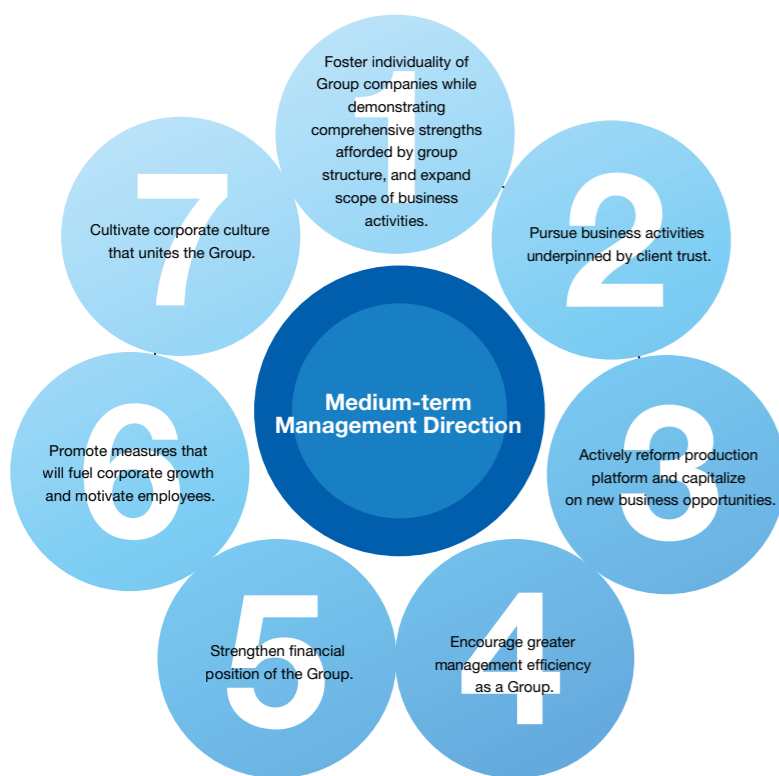 1
Foster individuality of
Group companies while
demonstrating
comprehensive strengths
afforded by group
structure, and expand
scope of business
activities.
2
Pursue business activities
underpinned by client trust.
3
Actively reform production
platform and capitalize
on new business opportunities.
4
Encourage greater
management efficiency
as a Group.
5
Strengthen financial
position of the Group.
6
Promote measures that
will fuel corporate growth
and motivate employees.
7
Cultivate corporate culture
that unites the Group.
Medium-term
Management Direction